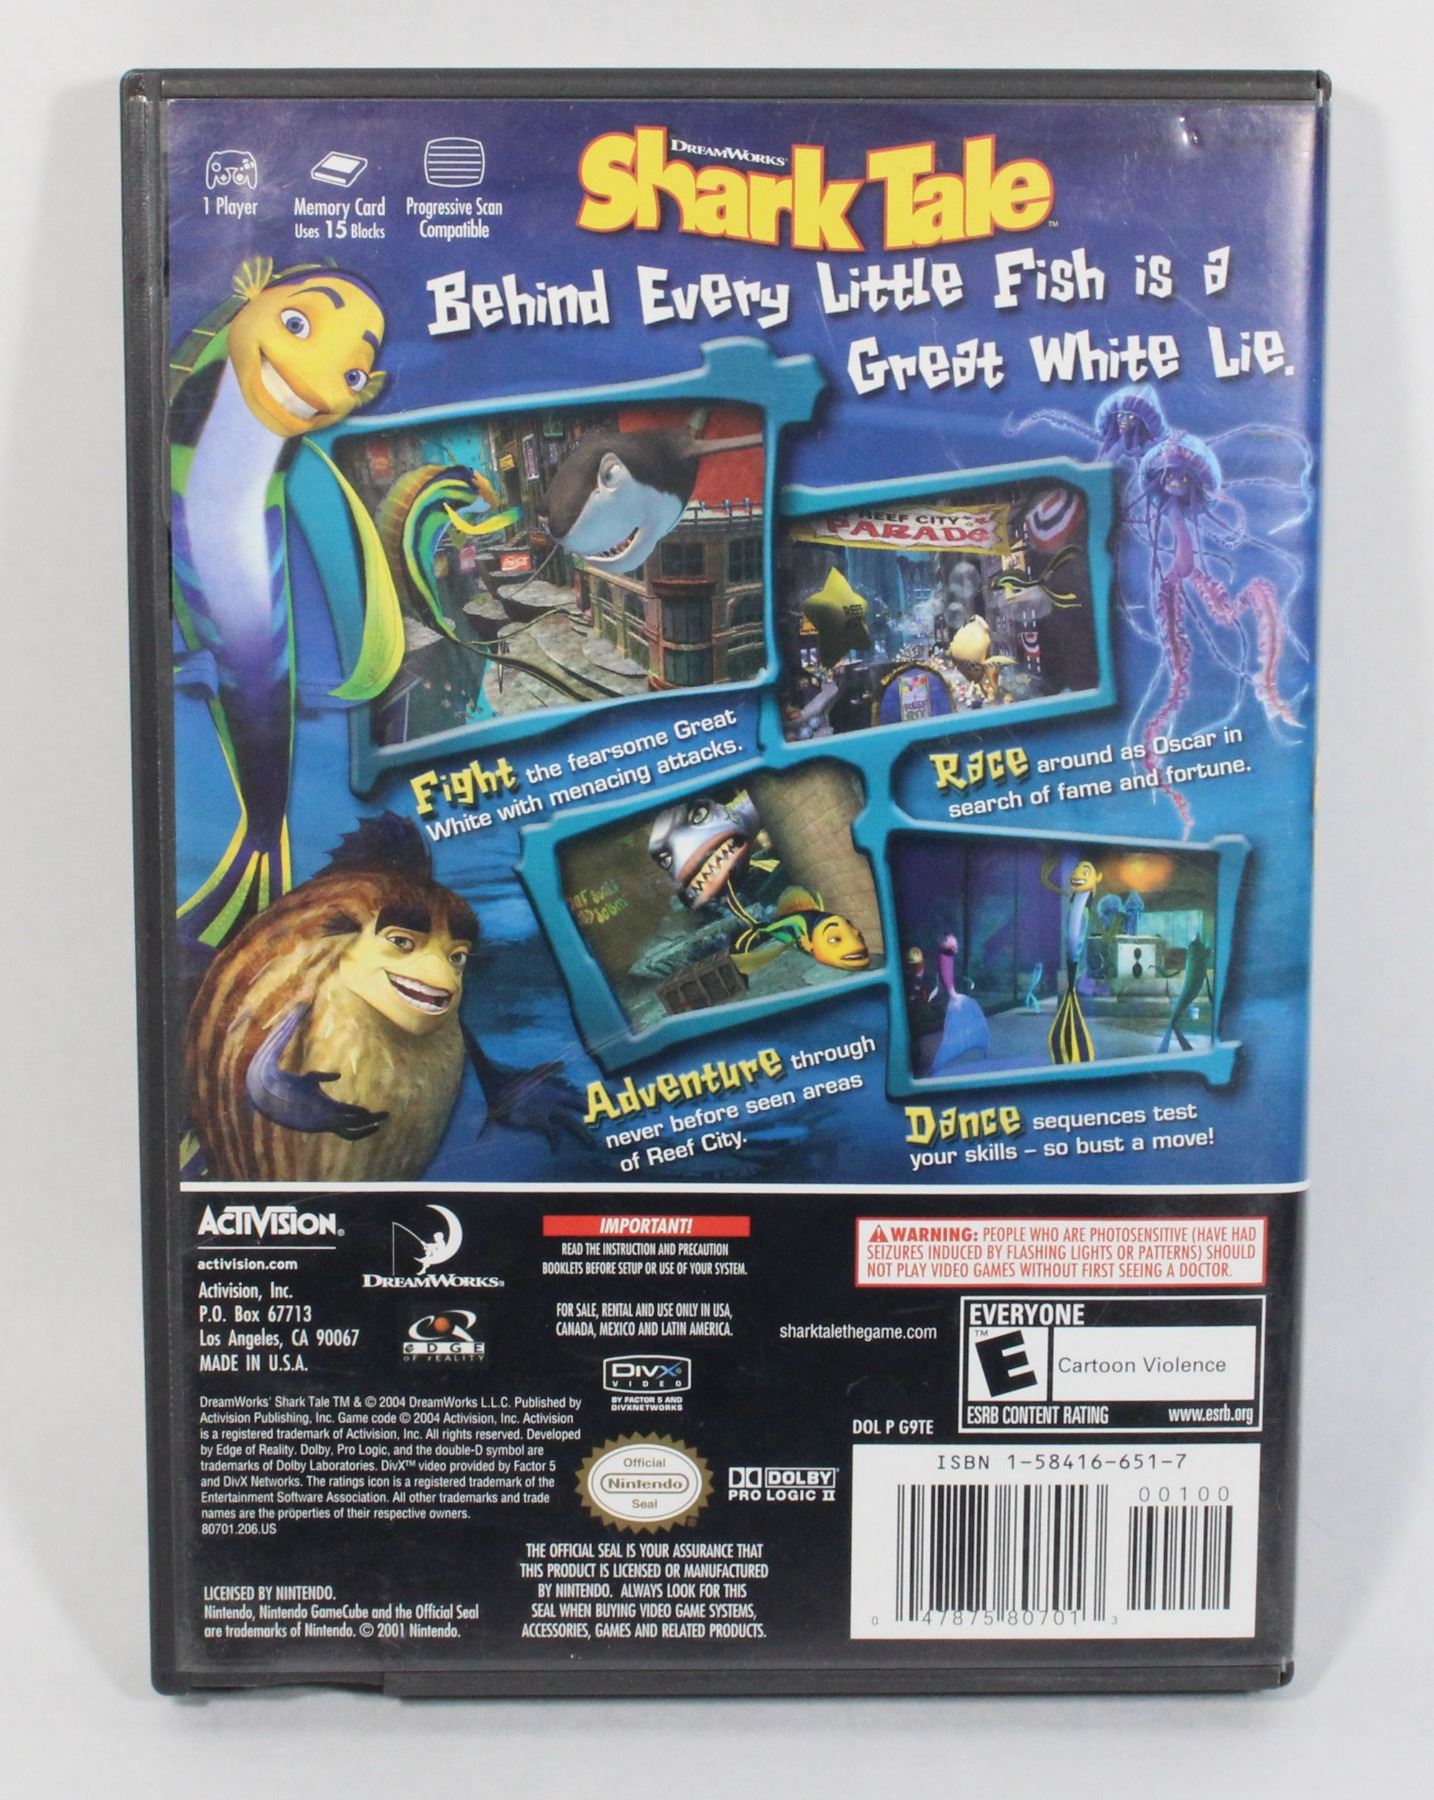 1 Player
Memory Card
Uses 15 Blocks
Progressive Scan
Compatible
DREAMWORKS
Shark Tale™
Behind Every Little Fish is a
Great White Lie.
Coca-Cola
REEF CITY
PARADE
Fight the fearsome Great
White with menacing attacks.
Race around as Oscar in
search of fame and fortune.
Adventure through
never before seen areas
of Reef City.
Dance sequences test
your skills – so bust a move!
ACTIVISION®
activision.com
Activision, Inc.
P.O. Box 67713
Los Angeles, CA 90067
MADE IN U.S.A.
DREAMWORKS
EDGE
OF REALITY
IMPORTANT!
READ THE INSTRUCTION AND PRECAUTION
BOOKLETS BEFORE SETUP OR USE OF YOUR SYSTEM.
FOR SALE, RENTAL AND USE ONLY IN USA,
CANADA, MEXICO AND LATIN AMERICA.
DIVX
VIDEO
BY FACTOR 5 AND
DIVXNETWORKS
WARNING: PEOPLE WHO ARE PHOTOSENSITIVE (HAVE HAD
SEIZURES INDUCED BY FLASHING LIGHTS OR PATTERNS) SHOULD
NOT PLAY VIDEO GAMES WITHOUT FIRST SEEING A DOCTOR.
sharktalethegame.com
EVERYONE
E™
Cartoon Violence
ESRB CONTENT RATING www.esrb.org
DreamWorks' Shark Tale TM & © 2004 DreamWorks L.L.C. Published by
Activision Publishing, Inc. Game code © 2004 Activision, Inc. Activision
is a registered trademark of Activision, Inc. All rights reserved. Developed
by Edge of Reality. Dolby, Pro Logic, and the double-D symbol are
trademarks of Dolby Laboratories. DivX™ video provided by Factor 5
and DivX Networks. The ratings icon is a registered trademark of the
Entertainment Software Association. All other trademarks and trade
names are the properties of their respective owners.
80701.206.US
LICENSED BY NINTENDO.
Nintendo, Nintendo GameCube and the Official Seal
are trademarks of Nintendo. © 2001 Nintendo.
Official
Nintendo
Seal
DOLBY
PRO LOGIC II
THE OFFICIAL SEAL IS YOUR ASSURANCE THAT
THIS PRODUCT IS LICENSED OR MANUFACTURED
BY NINTENDO. ALWAYS LOOK FOR THIS
SEAL WHEN BUYING VIDEO GAME SYSTEMS,
ACCESSORIES, GAMES AND RELATED PRODUCTS.
DOL P G9TE
ISBN 1-58416-651-7
00100
0 47875 80701 3